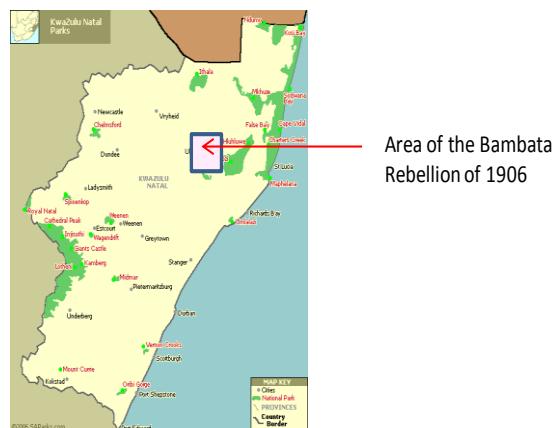 KwaZulu Natal
Parks
Ndumo
Kosi Bay
Ithala
Mkhuze
Sodwana
Bay
Newcastle
Vryheid
Chelmsford
False Bay
Cape Vidal
Hluhluwe
Charters Creek
Dundee
St Lucia
KWAZULU
NATAL
Maphelana
Ladysmith
Spioenkop
Royal Natal
Weenen
Weenen
Richards Bay
Umlalazi
Cathedral Peak
Estcourt
Wagendrift
Injisuthi
Greytown
Giants Castle
Stanger
Lotheni
Kamberg
Midmar
Pietermaritzburg
Underberg
Durban
Vernon Crooks
Scottburgh
Mount Currie
Kokstad
Oribi Gorge
Port Shepstone
Port Edward
MAP KEY
Cities
National Park
PROVINCES
Country
Border
©2006 SAParks.com
Area of the Bambata
Rebellion of 1906